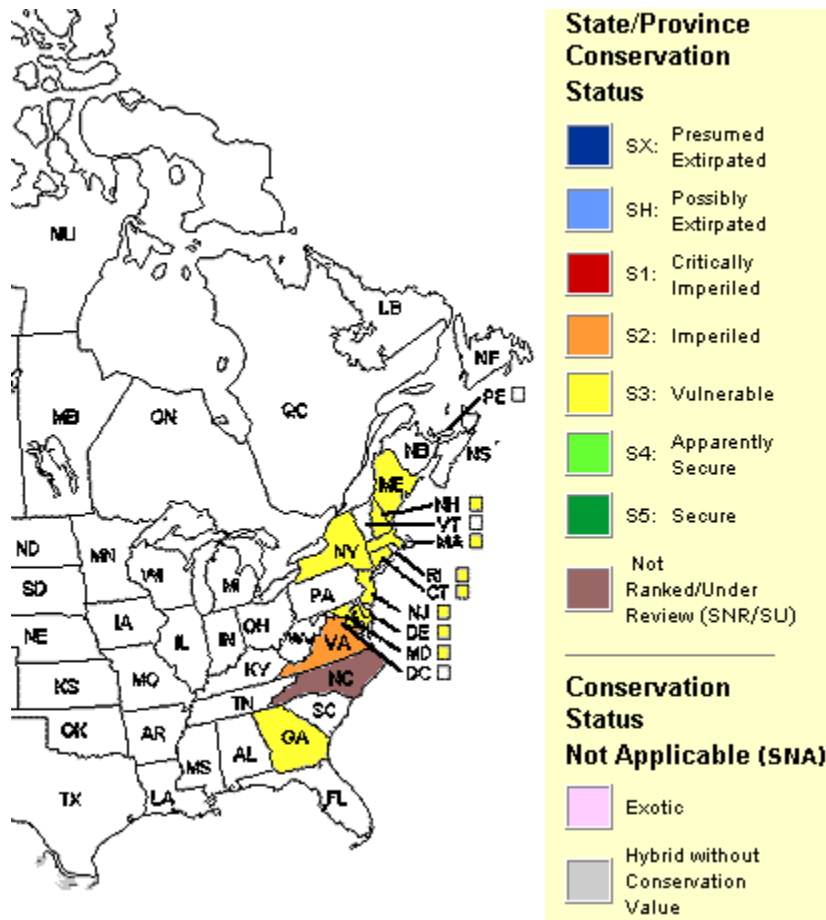 NU
LB
NF
PE
MB
ON
QC
NB
NS
ME
NH
VT
MA
ND
MN
WI
MI
NY
RI
CT
SD
PA
NJ
IA
OH
DE
NE
IL
IN
WV
VA
MD
KY
DC
KS
MO
NC
TN
OK
AR
SC
MS
AL
GA
TX
LA
FL
State/Province
Conservation
Status
SX: Presumed
Extirpated
SH: Possibly
Extirpated
S1: Critically
Imperiled
S2: Imperiled
S3: Vulnerable
S4: Apparently
Secure
S5: Secure
Not
Ranked/Under
Review (SNR/SU)
Conservation
Status
Not Applicable (SNA)
Exotic
Hybrid without
Conservation
Value